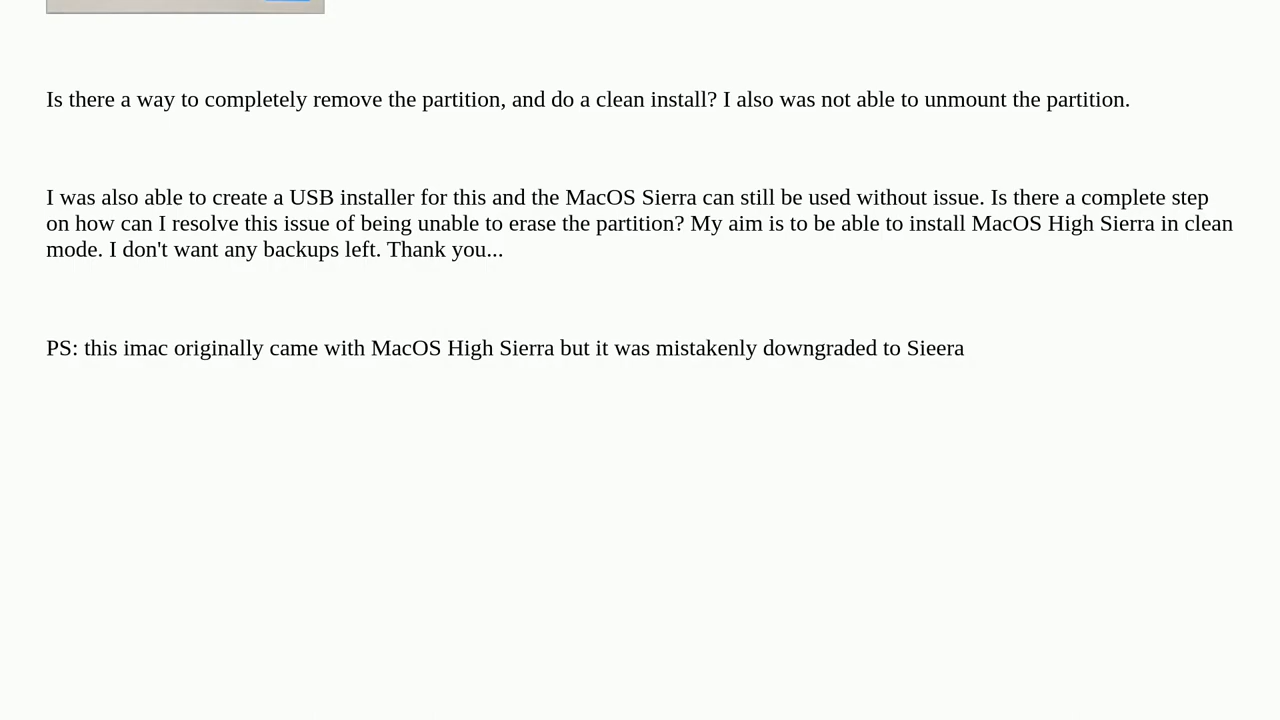 Is there a way to completely remove the partition, and do a clean install? I also was not able to unmount the partition.
I was also able to create a USB installer for this and the MacOS Sierra can still be used without issue. Is there a complete step
on how can I resolve this issue of being unable to erase the partition? My aim is to be able to install MacOS High Sierra in clean
mode. I don't want any backups left. Thank you...
PS: this imac originally came with MacOS High Sierra but it was mistakenly downgraded to Sieera